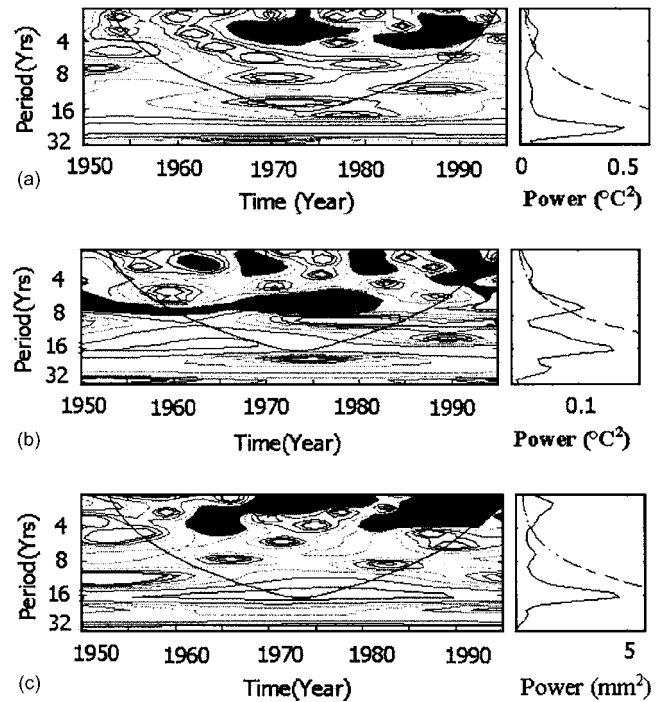 Period(Yrs)
4
8
16
32
1950 1960 1970 1980 1990
0 0.5
(a)
Time (Year)
Power (°C²)
Period(Yrs)
4
8
16
32
1950 1960 1970 1980 1990
0.1
(b)
Time(Year)
Power (°C²)
Period(Yrs)
4
8
16
32
1950 1960 1970 1980 1990
5
(c)
Time(Year)
Power (mm²)